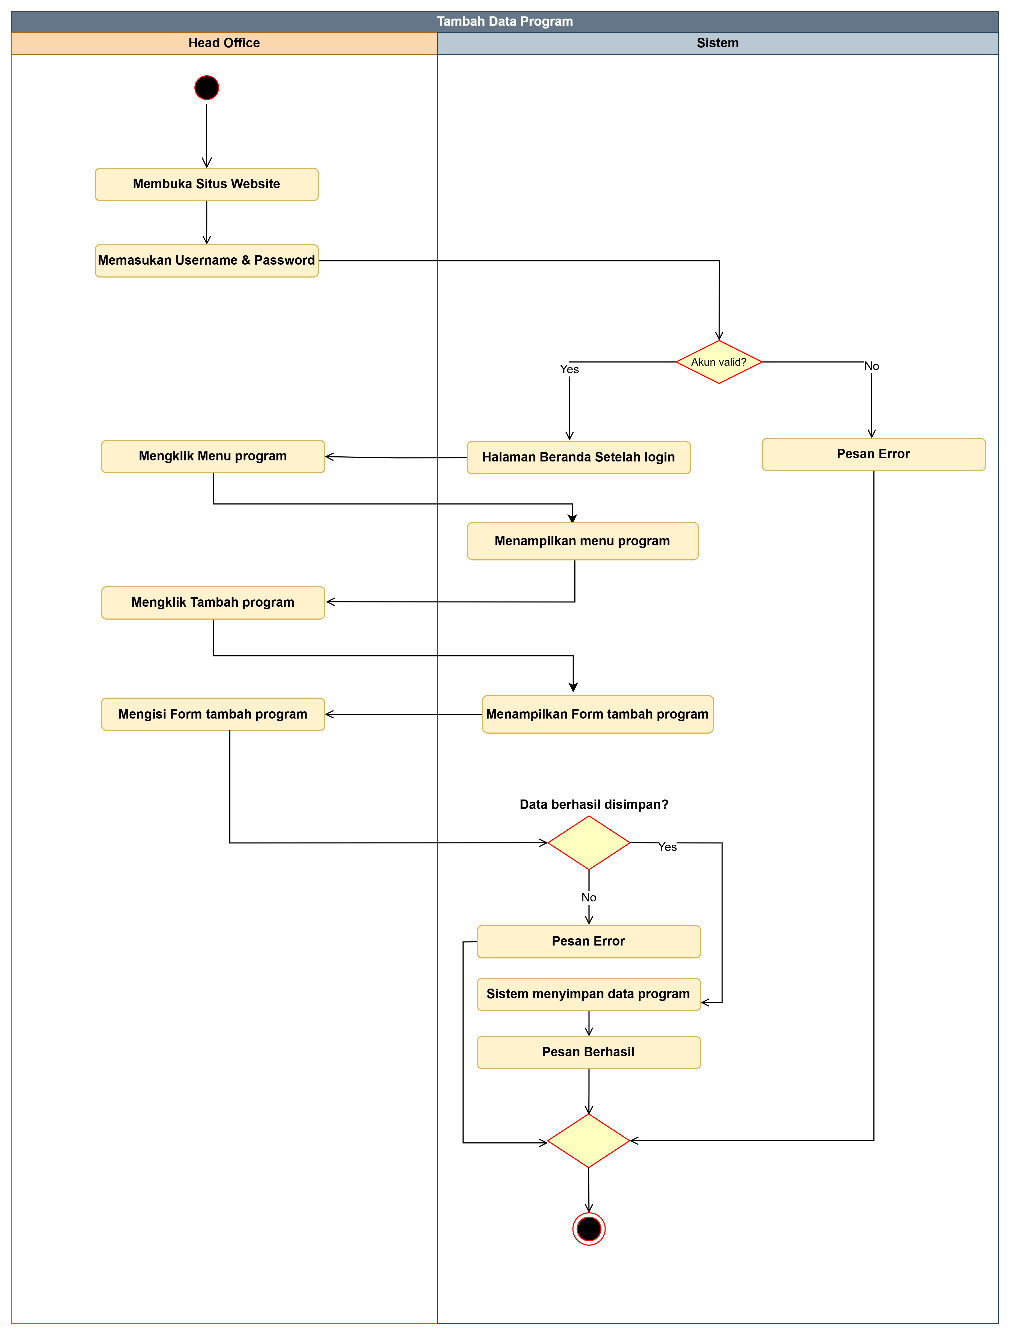 Tambah Data Program
Head Office
Sistem
Membuka Situs Website
Memasukan Username & Password
Akun valid?
Yes
No
Mengklik Menu program
Halaman Beranda Setelah login
Pesan Error
Menampilkan menu program
Mengklik Tambah program
Mengisi Form tambah program
Menampilkan Form tambah program
Data berhasil disimpan?
Yes
No
Pesan Error
Sistem menyimpan data program
Pesan Berhasil